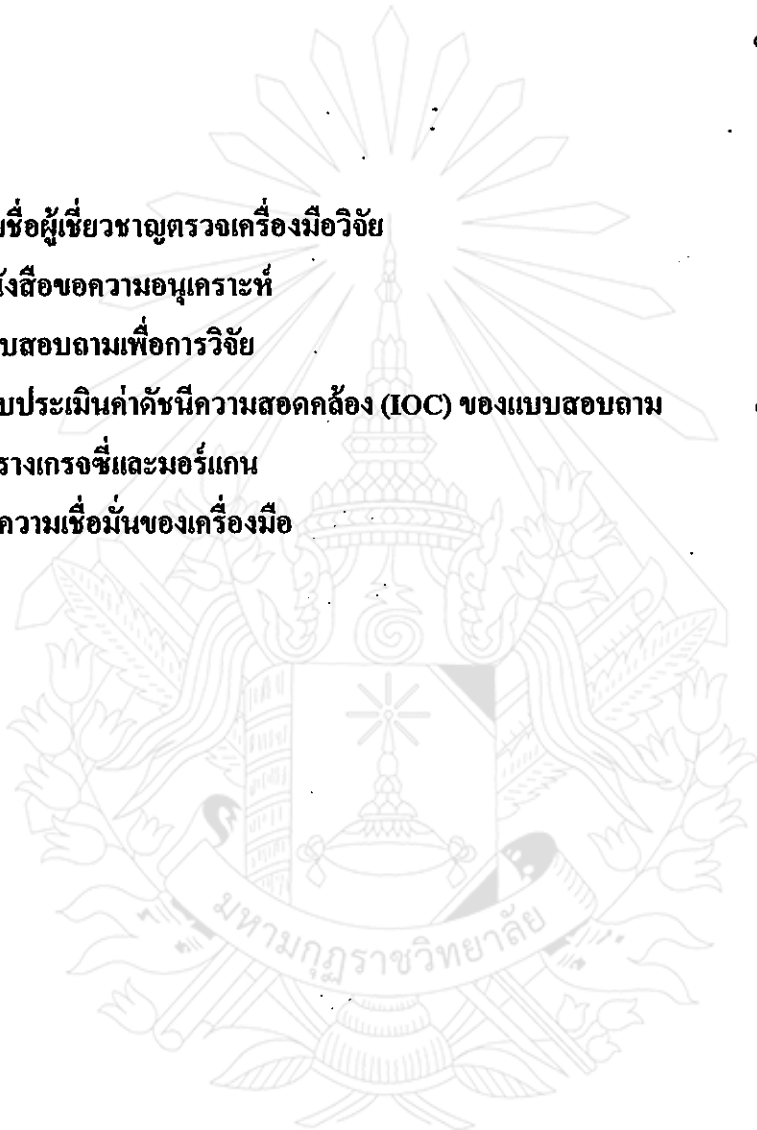 ยชื่อผู้เชี่ยวชาญตรวจเครื่องมือวิจัย
ังสือขอความอนุเคราะห์
บสอบถามเพื่อการวิจัย
บประเมินค่าดัชนีความสอดคล้อง (IOC) ของแบบสอบถาม
รางเกรจซี่และมอร์แกน
ความเชื่อมั่นของเครื่องมือ
มหามกุฏราชวิทยาลัย